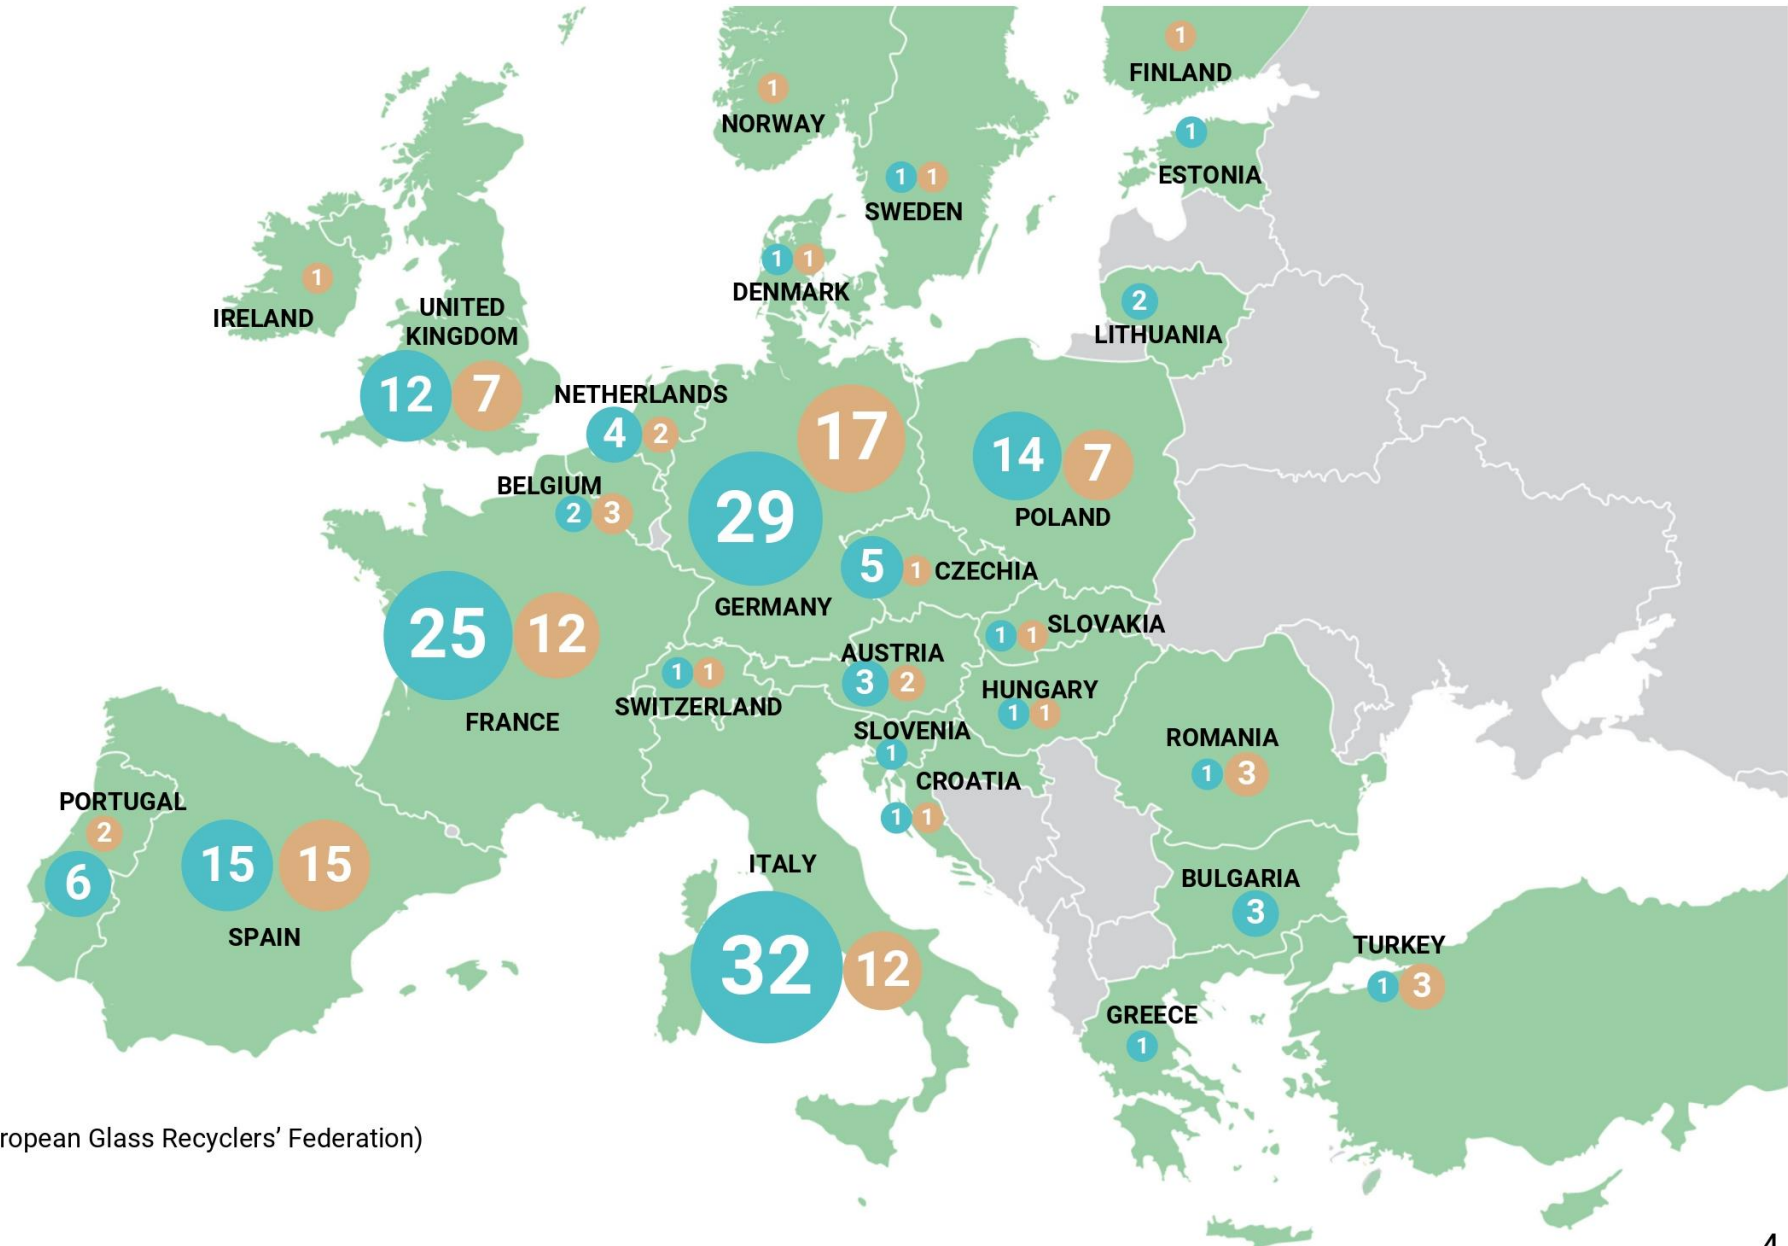 1
FINLAND
1
NORWAY
1
ESTONIA
1 1
SWEDEN
1 1
DENMARK
1
IRELAND
2
LITHUANIA
UNITED
KINGDOM
12 7
NETHERLANDS
4 2
BELGIUM
2 3
17
29
GERMANY
14 7
POLAND
5 1 CZECHIA
25 12
FRANCE
1 1 SLOVAKIA
1 1
SWITZERLAND
AUSTRIA
3 2
HUNGARY
1 1
SLOVENIA
1
CROATIA
1 1
ROMANIA
1 3
PORTUGAL
2
6
15 15
SPAIN
ITALY
32 12
BULGARIA
3
TURKEY
1 3
GREECE
1
ropean Glass Recyclers’ Federation)
4